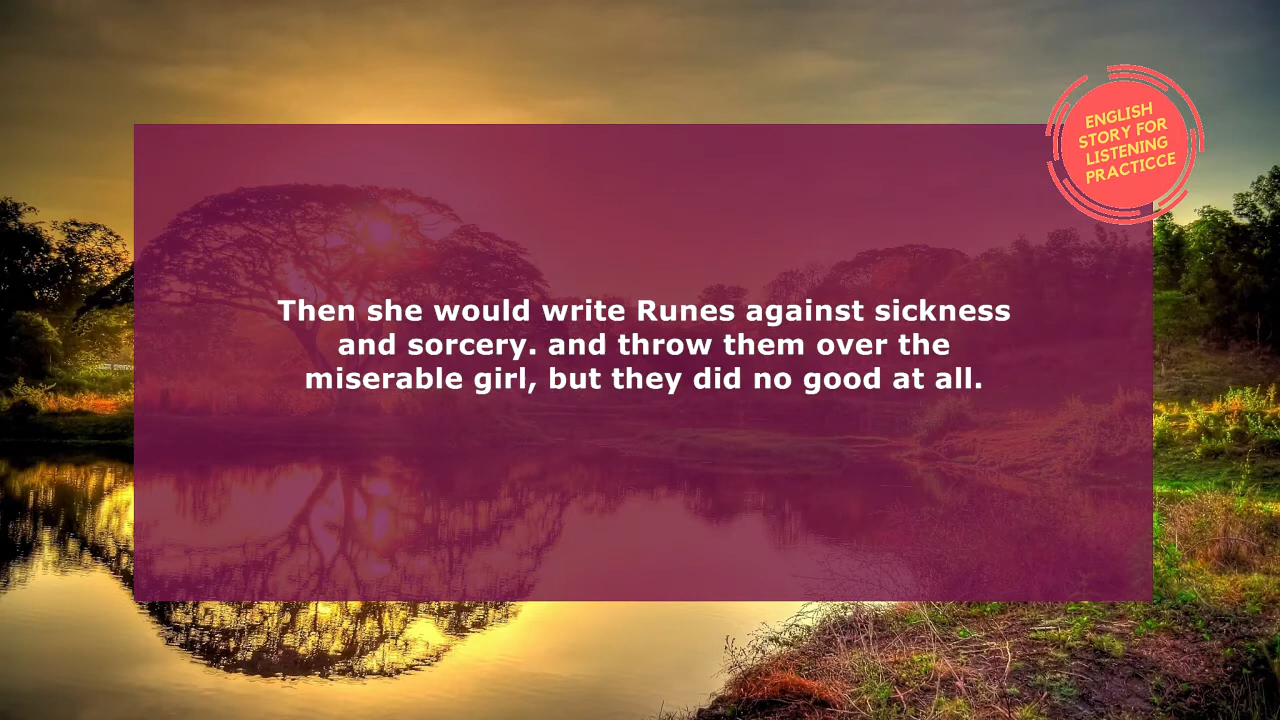 ENGLISH
STORY FOR
LISTENING
PRACTICCE
Then she would write Runes against sickness
and sorcery. and throw them over the
miserable girl, but they did no good at all.